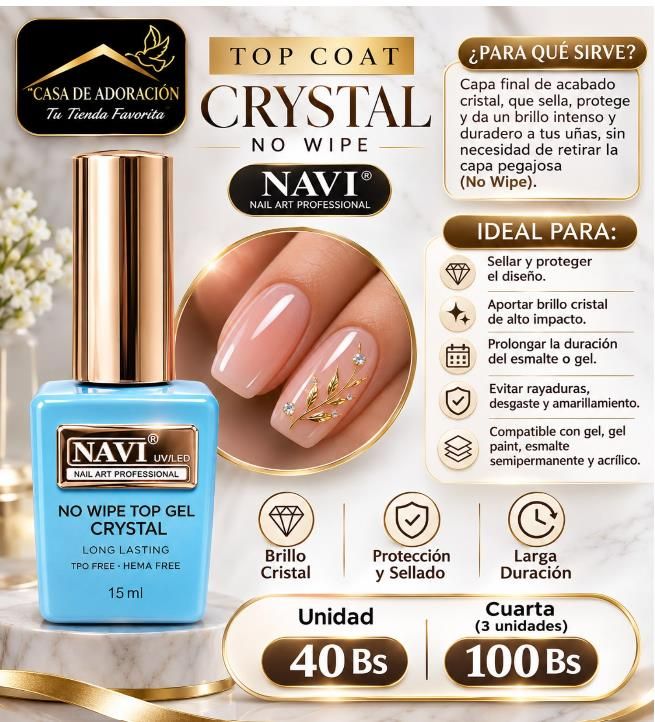 "CASA DE ADORACIÓN"
Tu Tienda Favorita
TOP COAT
CRYSTAL
NO WIPE
NAVI®
NAIL ART PROFESSIONAL
¿PARA QUÉ SIRVE?
Capa final de acabado
cristal, que sella, protege
y da un brillo intenso y
duradero a tus uñas, sin
necesidad de retirar la
capa pegajosa
(No Wipe).
IDEAL PARA:
Sellar y proteger
el diseño.
Aportar brillo cristal
de alto impacto.
Prolongar la duración
del esmalte o gel.
Evitar rayaduras,
desgaste y amarillamiento.
Compatible con gel, gel
paint, esmalte
semipermanente y acrílico.
NAVI® UV/LED
NAIL ART PROFESSIONAL
NO WIPE TOP GEL
CRYSTAL
LONG LASTING
TPO FREE · HEMA FREE
15 ml
Brillo
Cristal
Protección
y Sellado
Larga
Duración
Unidad
40 Bs
Cuarta
(3 unidades)
100 Bs